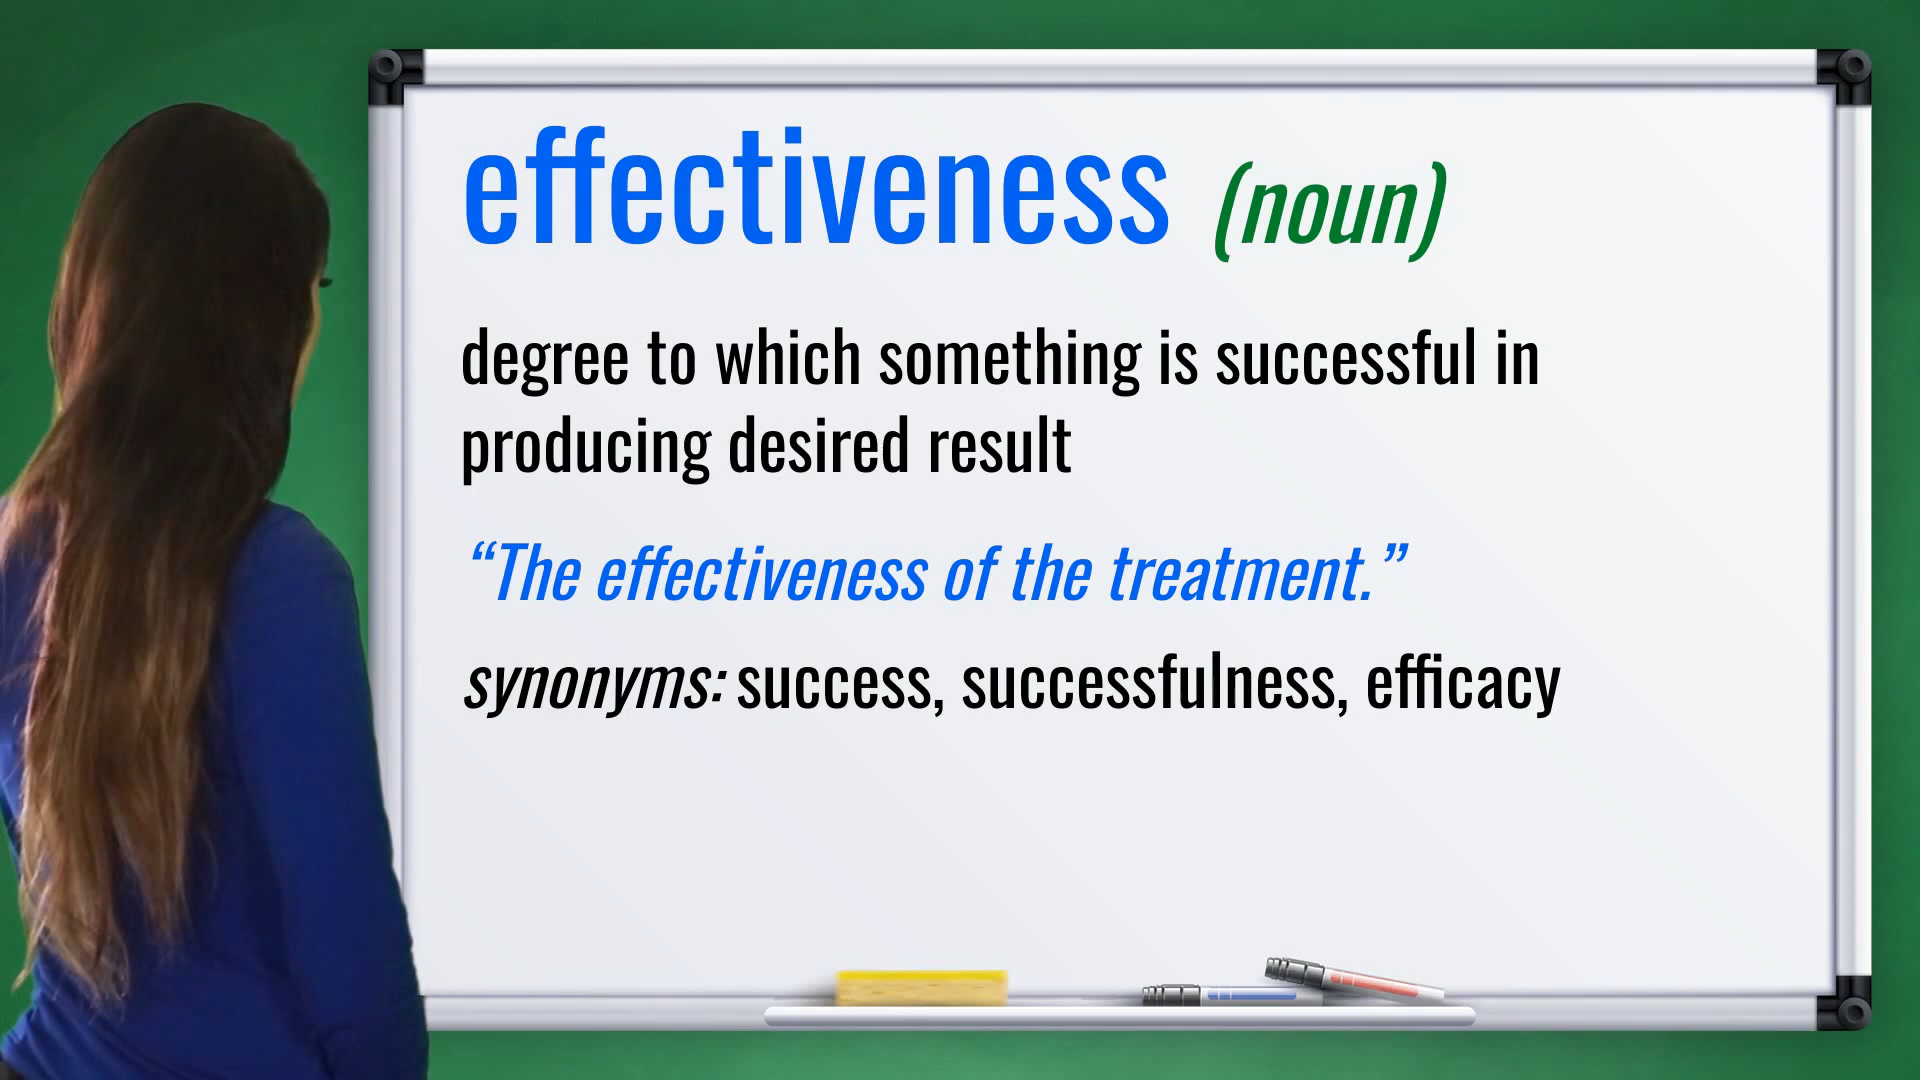 effectiveness (noun)
degree to which something is successful in
producing desired result
“The effectiveness of the treatment.”
synonyms: success, successfulness, efficacy